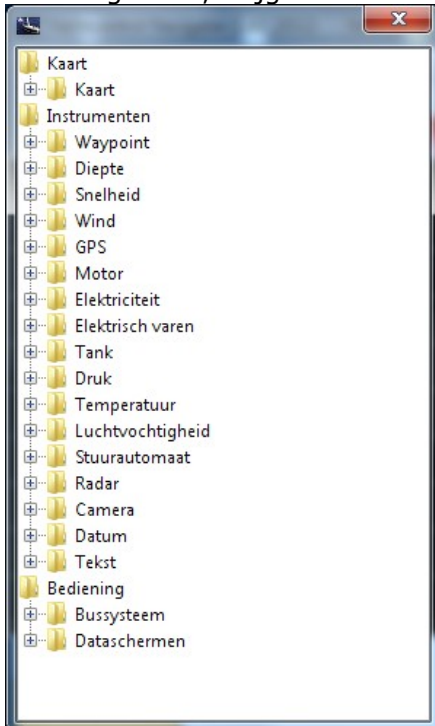 Kaart
Kaart
Instrumenten
Waypoint
Diepte
Snelheid
Wind
GPS
Motor
Elektriciteit
Elektrisch varen
Tank
Druk
Temperatuur
Luchtvochtigheid
Stuurautomaat
Radar
Camera
Datum
Tekst
Bediening
Bussysteem
Dataschermen